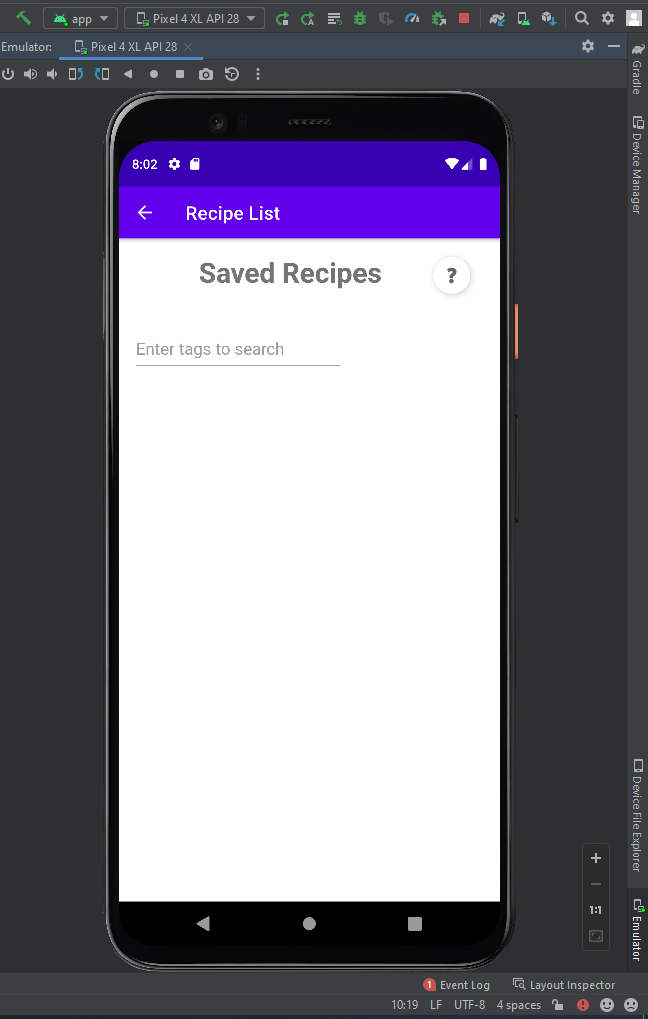 app
Pixel 4 XL API 28
Emulator:
Pixel 4 XL API 28
Gradle
Device Manager
8:02
Recipe List
Saved Recipes
?
Enter tags to search
Device File Explorer
1:1
Emulator
1 Event Log
Layout Inspector
10:19 LF UTF-8 4 spaces